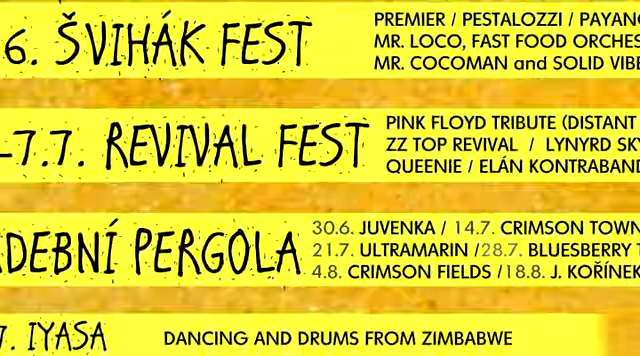 6. ŠVIHÁK FEST
PREMIER / PESTALOZZI / PAYAN
MR. LOCO, FAST FOOD ORCHES
MR. COCOMAN and SOLID VIBE
-7.7. REVIVAL FEST
PINK FLOYD TRIBUTE (DISTANT
ZZ TOP REVIVAL / LYNYRD SKY
QUEENIE / ELÁN KONTRABAND
DEBNÍ PERGOLA
30.6. JUVENKA / 14.7. CRIMSON TOWN
21.7. ULTRAMARIN /28.7. BLUESBERRY T
4.8. CRIMSON FIELDS /18.8. J. KOŘÍNEK
7. IYASA
DANCING AND DRUMS FROM ZIMBABWE